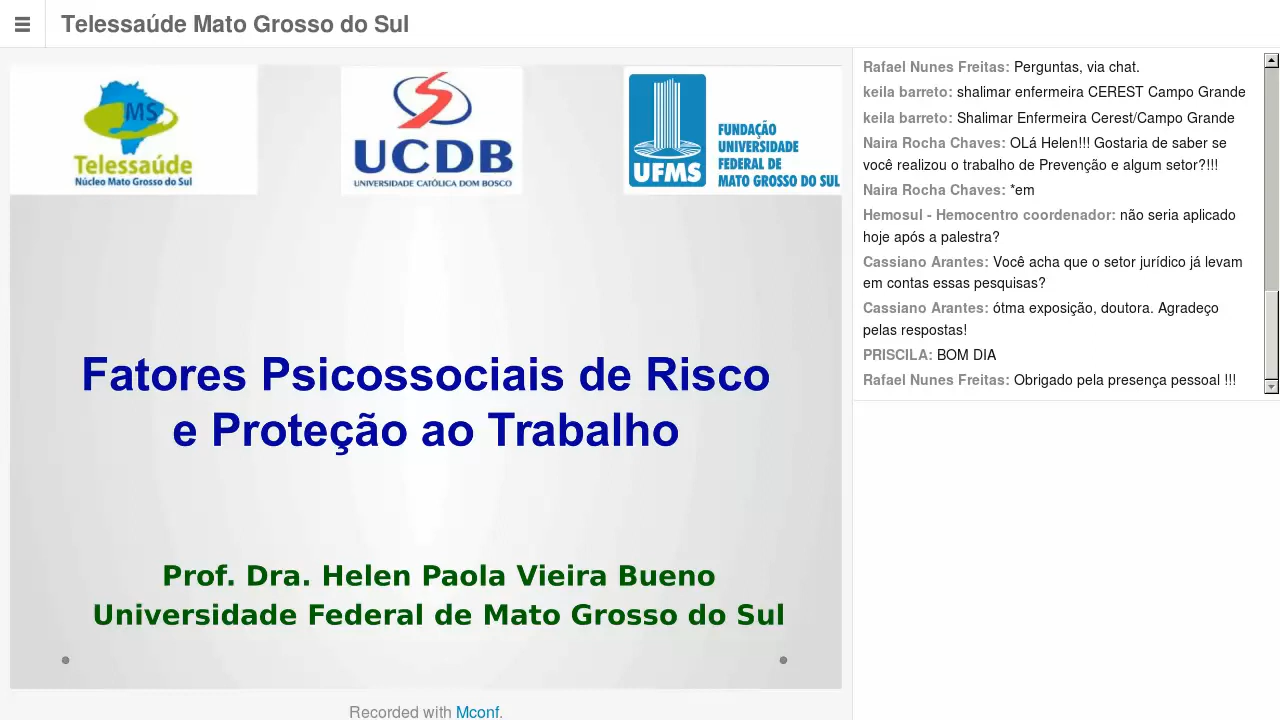 Telessaúde Mato Grosso do Sul
MS
Telessaúde
Núcleo Mato Grosso do Sul
UCDB
UNIVERSIDADE CATÓLICA DOM BOSCO
UFMS
FUNDAÇÃO
UNIVERSIDADE
FEDERAL DE
MATO GROSSO DO SUL
Fatores Psicossociais de Risco
e Proteção ao Trabalho
Prof. Dra. Helen Paola Vieira Bueno
Universidade Federal de Mato Grosso do Sul
Recorded with Mconf.
Rafael Nunes Freitas: Perguntas, via chat.
keila barreto: shalimar enfermeira CEREST Campo Grande
keila barreto: Shalimar Enfermeira Cerest/Campo Grande
Naira Rocha Chaves: OLá Helen!!! Gostaria de saber se
você realizou o trabalho de Prevenção e algum setor?!!!
Naira Rocha Chaves: *em
Hemosul - Hemocentro coordenador: não seria aplicado
hoje após a palestra?
Cassiano Arantes: Você acha que o setor jurídico já levam
em contas essas pesquisas?
Cassiano Arantes: ótma exposição, doutora. Agradeço
pelas respostas!
PRISCILA: BOM DIA
Rafael Nunes Freitas: Obrigado pela presença pessoal !!!